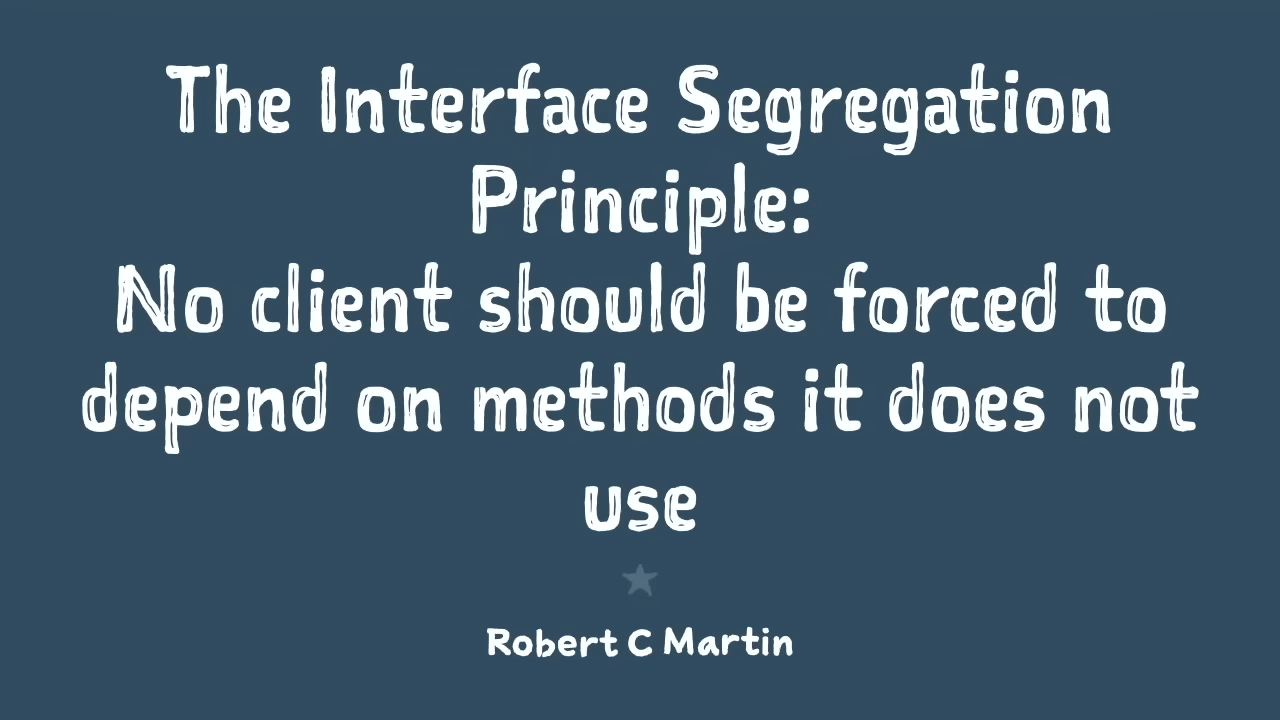 The Interface Segregation
Principle:
No client should be forced to
depend on methods it does not
use
Robert C Martin